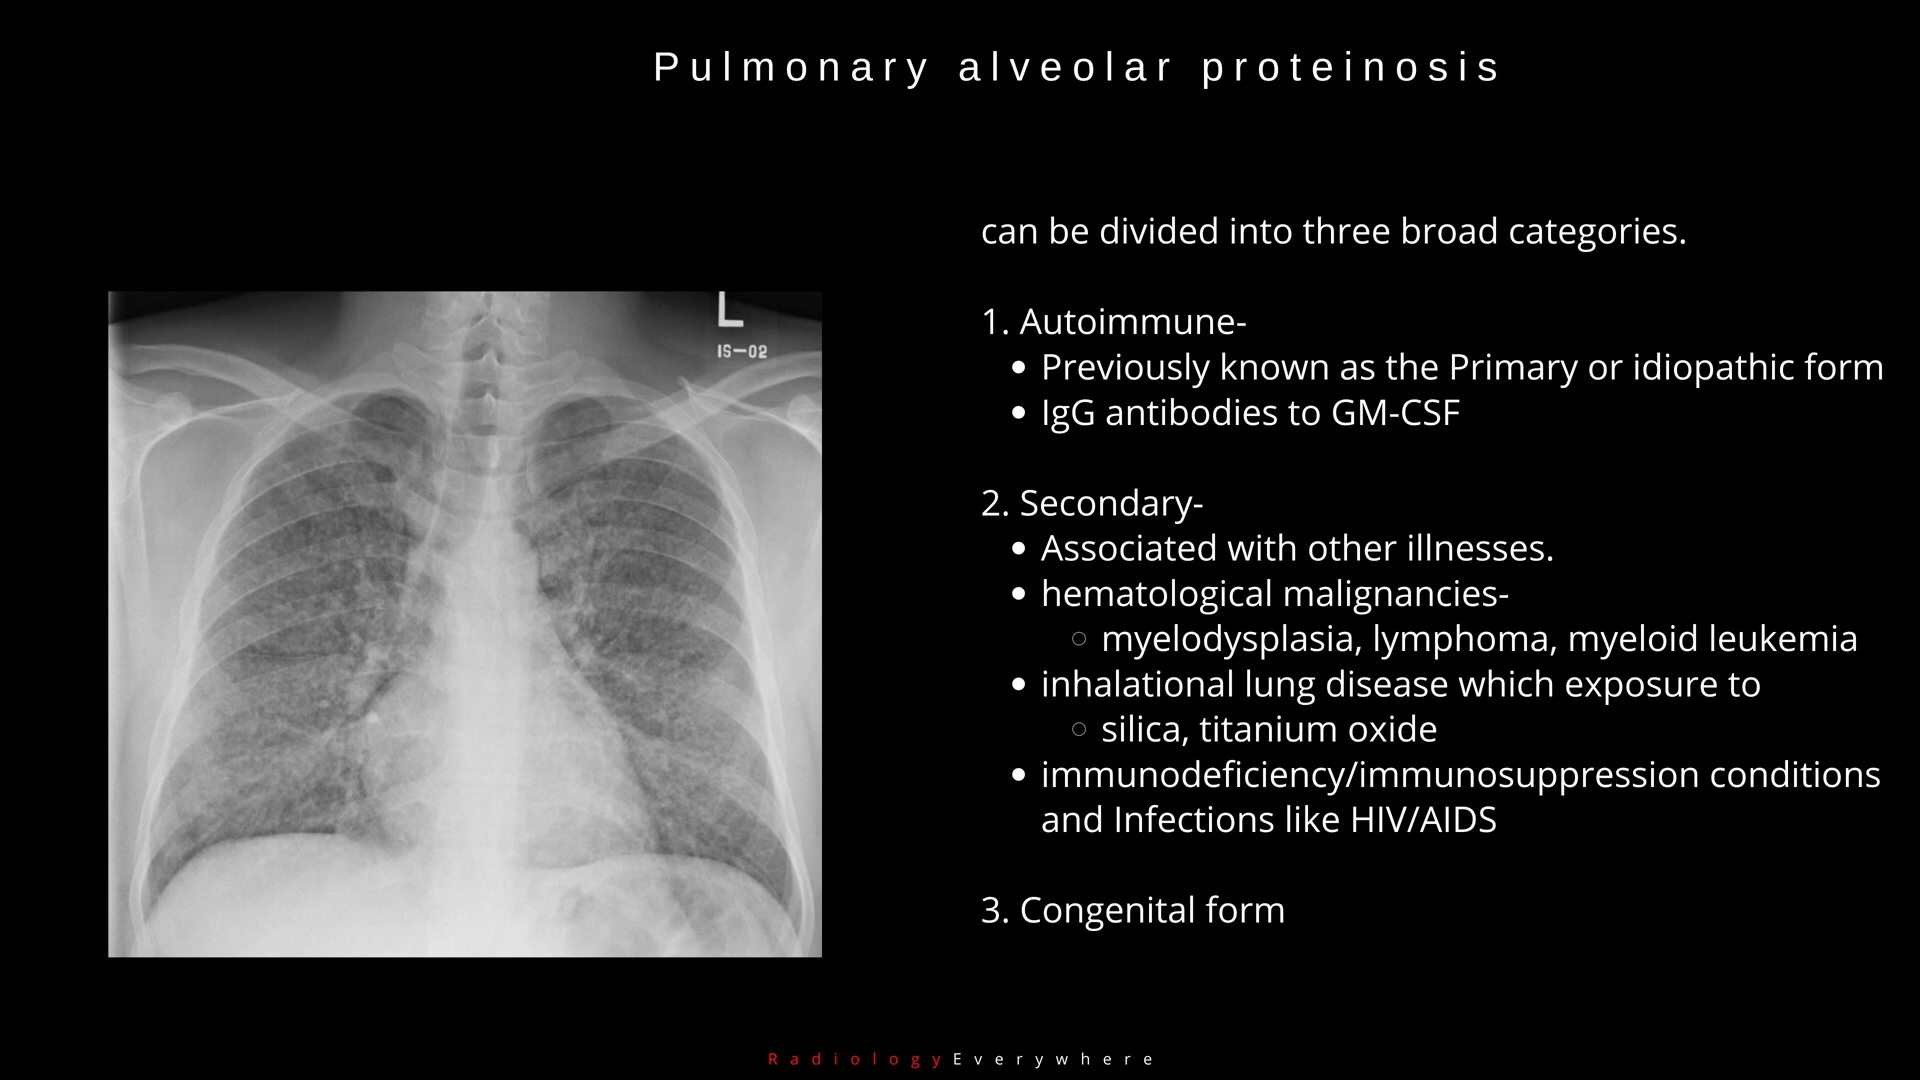 Pulmonary alveolar proteinosis
can be divided into three broad categories.
L
IS-02
1. Autoimmune-
• Previously known as the Primary or idiopathic form
• IgG antibodies to GM-CSF
2. Secondary-
• Associated with other illnesses.
• hematological malignancies-
○ myelodysplasia, lymphoma, myeloid leukemia
• inhalational lung disease which exposure to
○ silica, titanium oxide
• immunodeficiency/immunosuppression conditions
and Infections like HIV/AIDS
3. Congenital form
RadiologyEverywhere